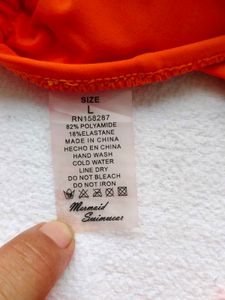 SIZE
L
RN158287
82% POLYAMIDE
18% ELASTANE
MADE IN CHINA
HECHO EN CHINA
HAND WASH
COLD WATER
LINE DRY
DO NOT BLEACH
DO NOT IRON
Mermaid
Swimwear